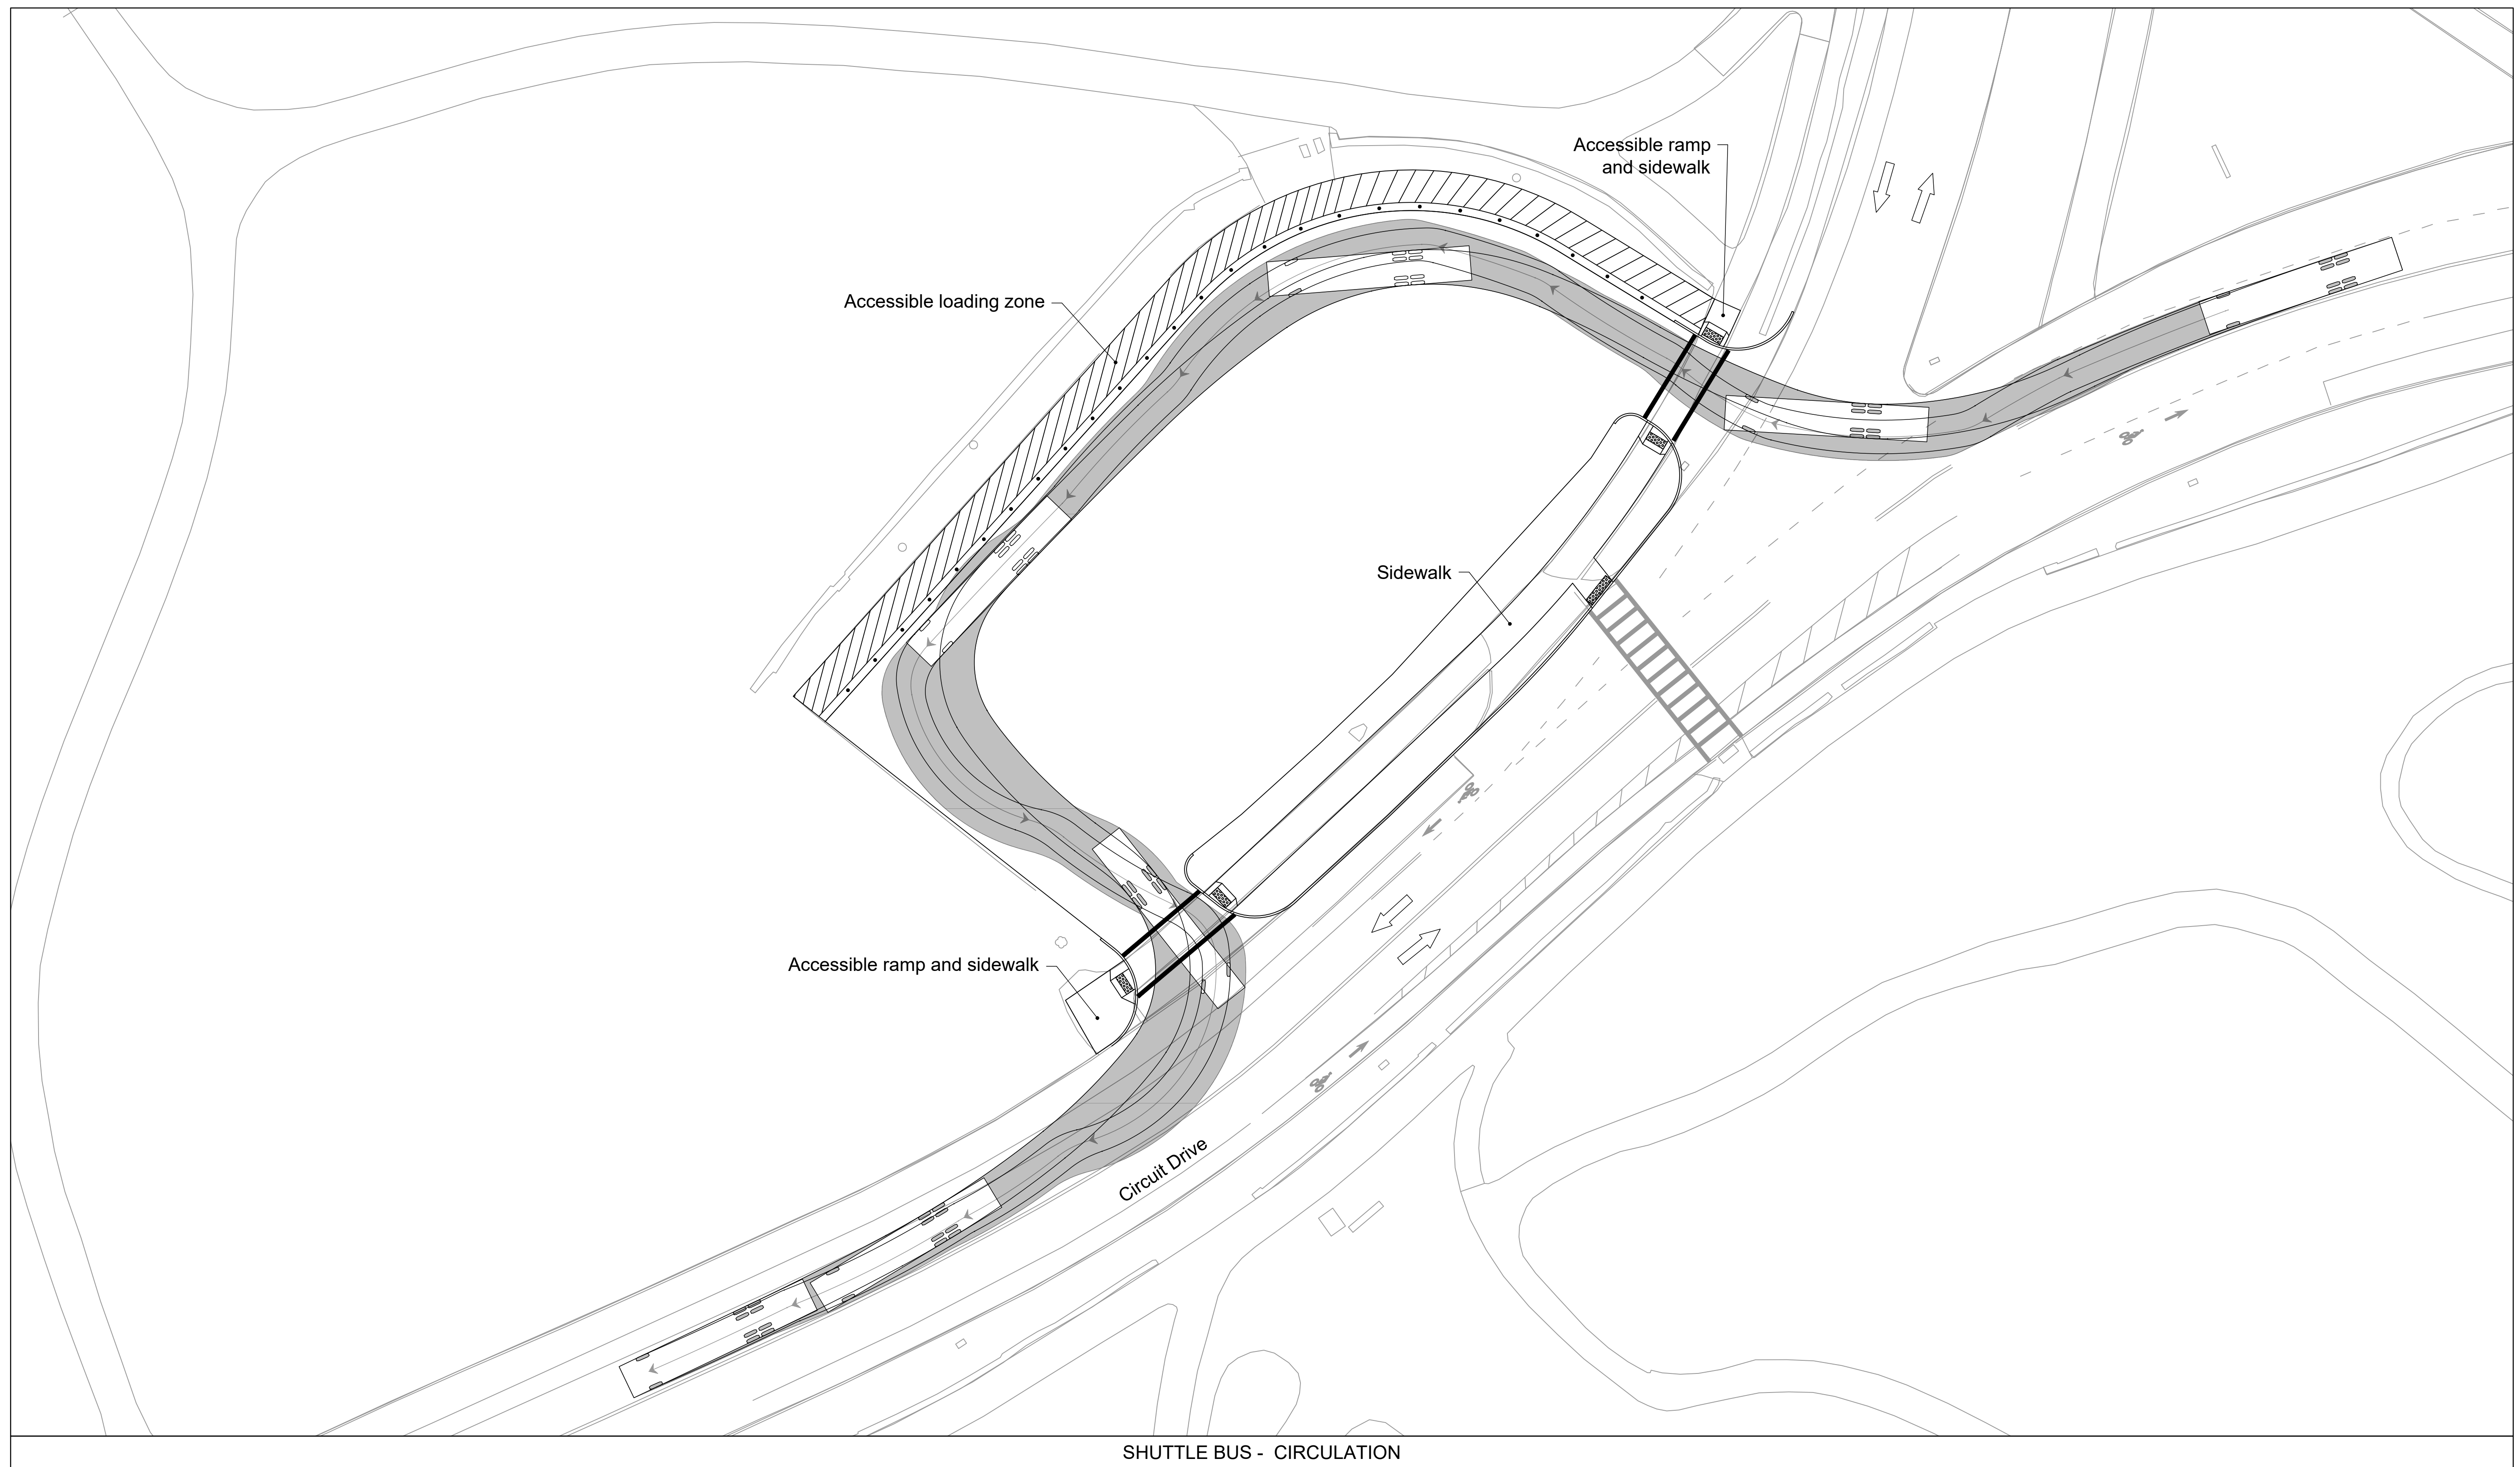 Accessible ramp
and sidewalk
Accessible loading zone
Sidewalk
Accessible ramp and sidewalk
Circuit Drive
SHUTTLE BUS - CIRCULATION